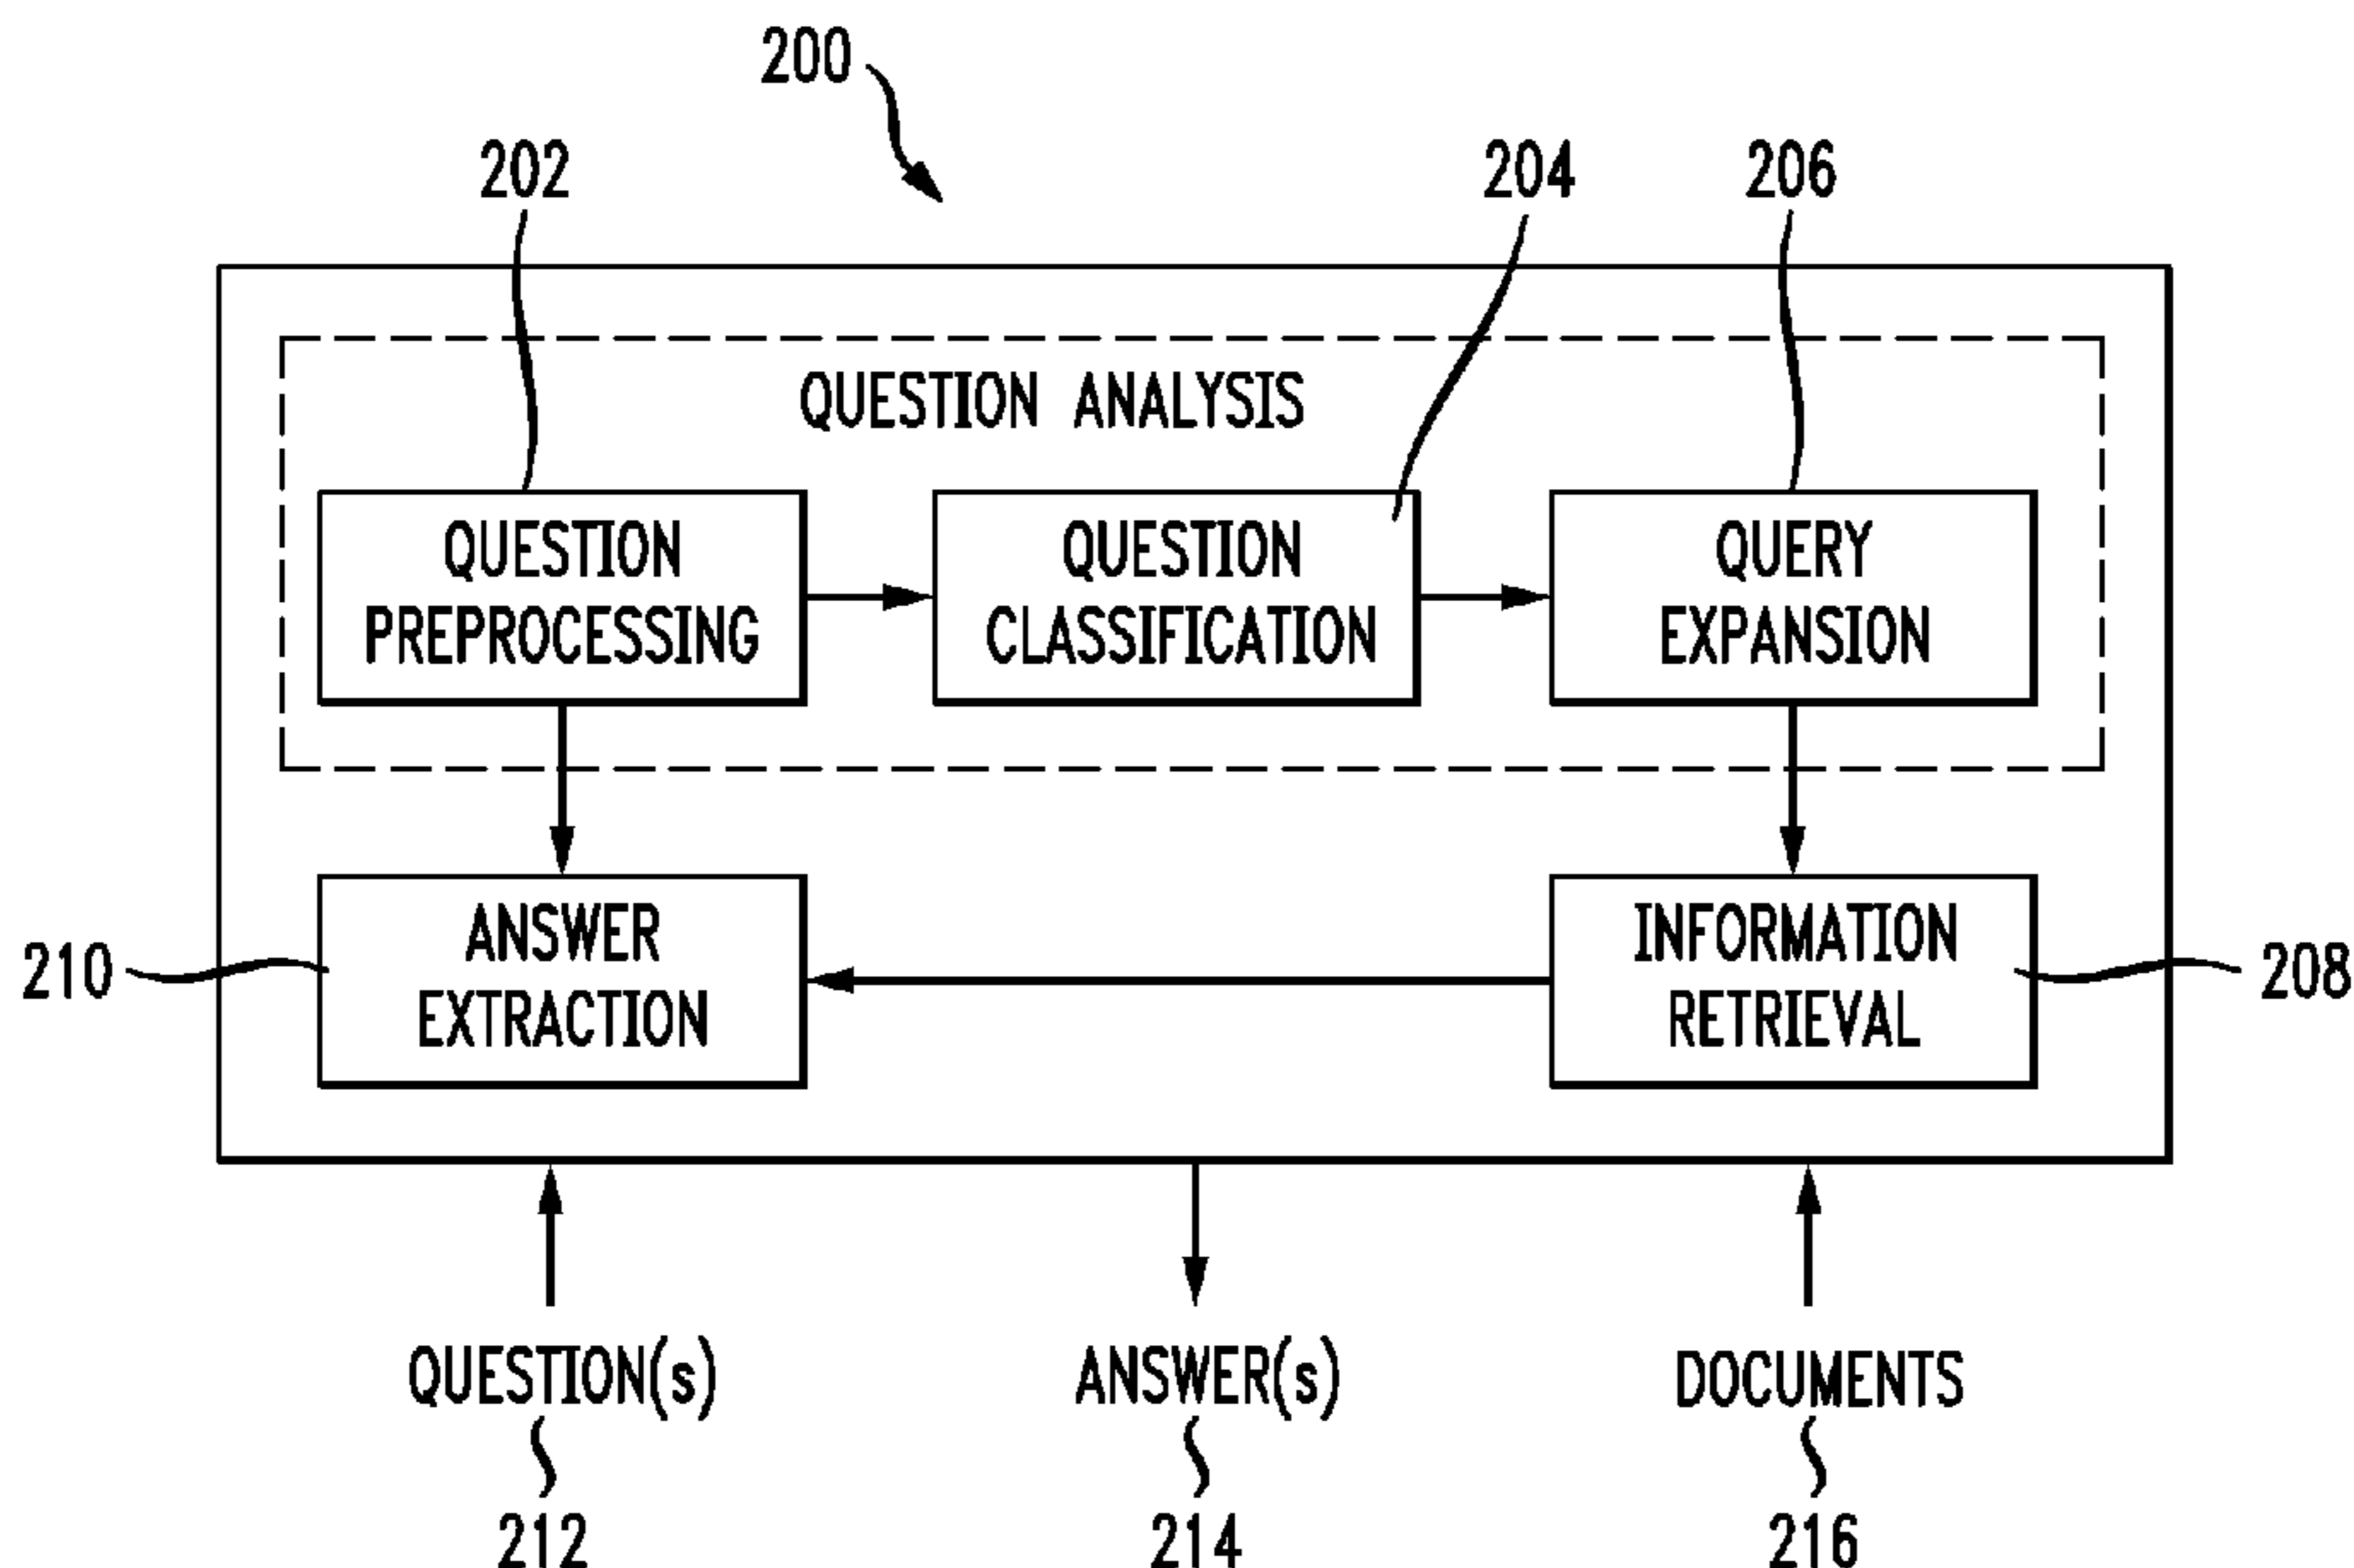 200
202
204
206
QUESTION ANALYSIS
QUESTION
PREPROCESSING
QUESTION
CLASSIFICATION
QUERY
EXPANSION
210
ANSWER
EXTRACTION
INFORMATION
RETRIEVAL
208
QUESTION(s)
ANSWER(s)
DOCUMENTS
212
214
216